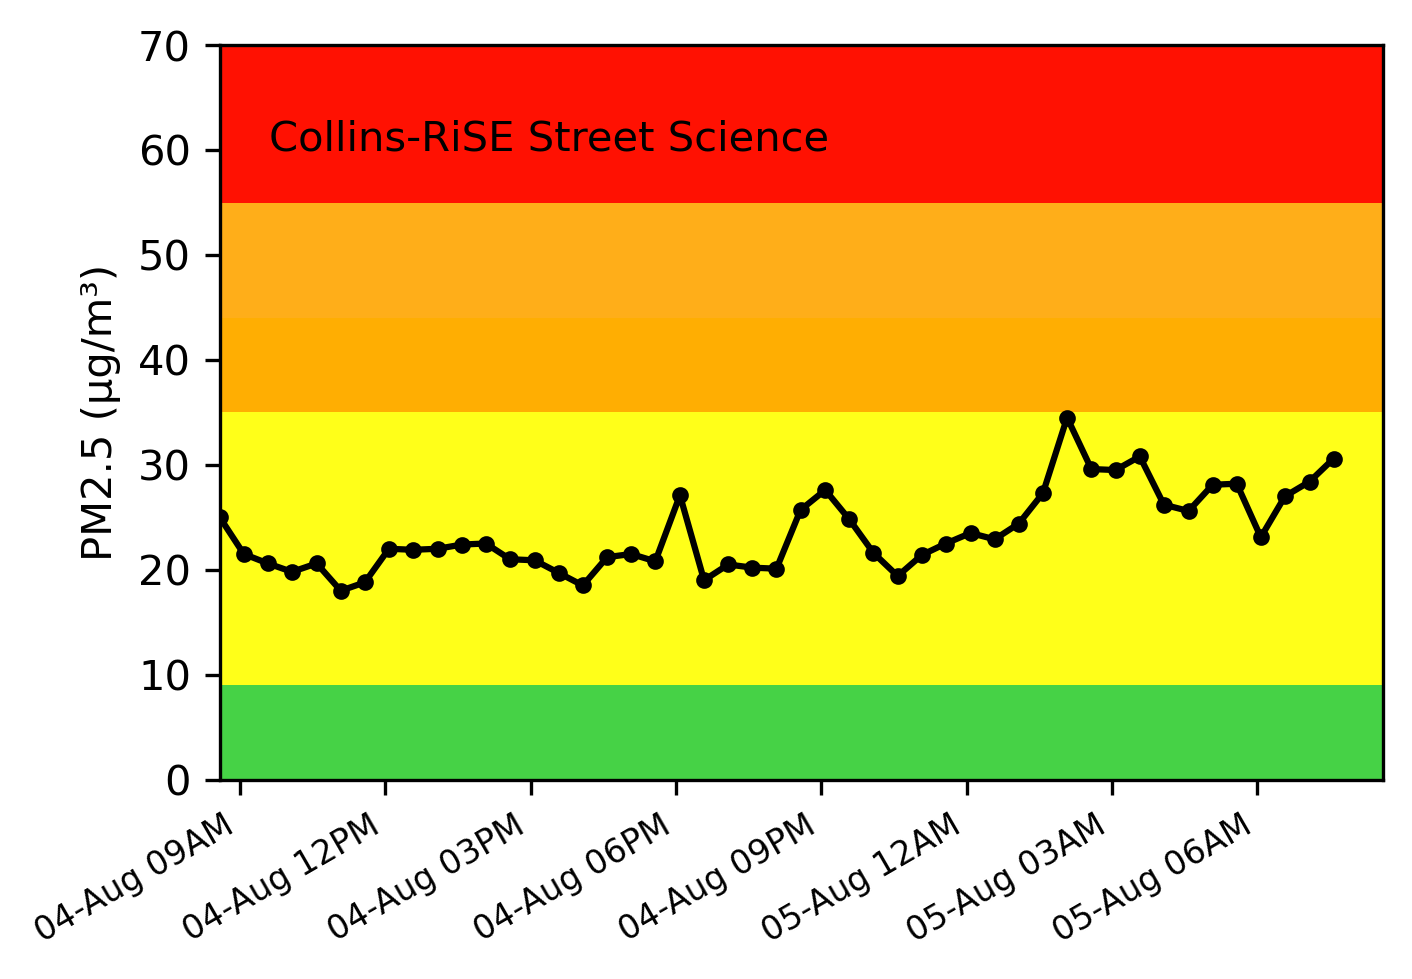 70
Collins-RiSE Street Science
60
50
40
30
20
10
0
PM2.5 (µg/m³)
04-Aug 09AM
04-Aug 12PM
04-Aug 03PM
04-Aug 06PM
04-Aug 09PM
05-Aug 12AM
05-Aug 03AM
05-Aug 06AM